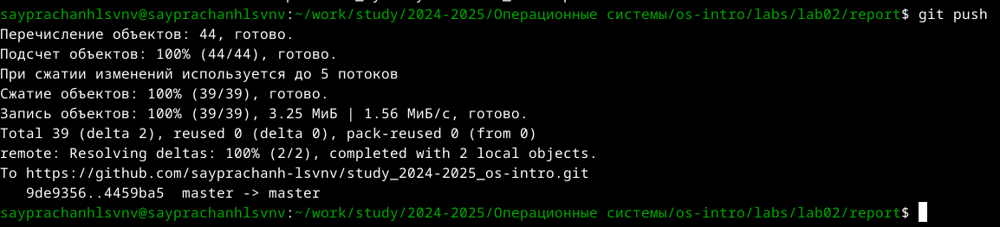 sayprachanhlsvnv@sayprachanhlsvnv:~/work/study/2024-2025/Операционные системы/os-intro/labs/lab02/report$ git push
Перечисление объектов: 44, готово.
Подсчет объектов: 100% (44/44), готово.
При сжатии изменений используется до 5 потоков
Сжатие объектов: 100% (39/39), готово.
Запись объектов: 100% (39/39), 3.25 МиБ | 1.56 МиБ/с, готово.
Total 39 (delta 2), reused 0 (delta 0), pack-reused 0 (from 0)
remote: Resolving deltas: 100% (2/2), completed with 2 local objects.
To https://github.com/sayprachanh-lsvnv/study_2024-2025_os-intro.git
   9de9356..4459ba5  master -> master
sayprachanhlsvnv@sayprachanhlsvnv:~/work/study/2024-2025/Операционные системы/os-intro/labs/lab02/report$